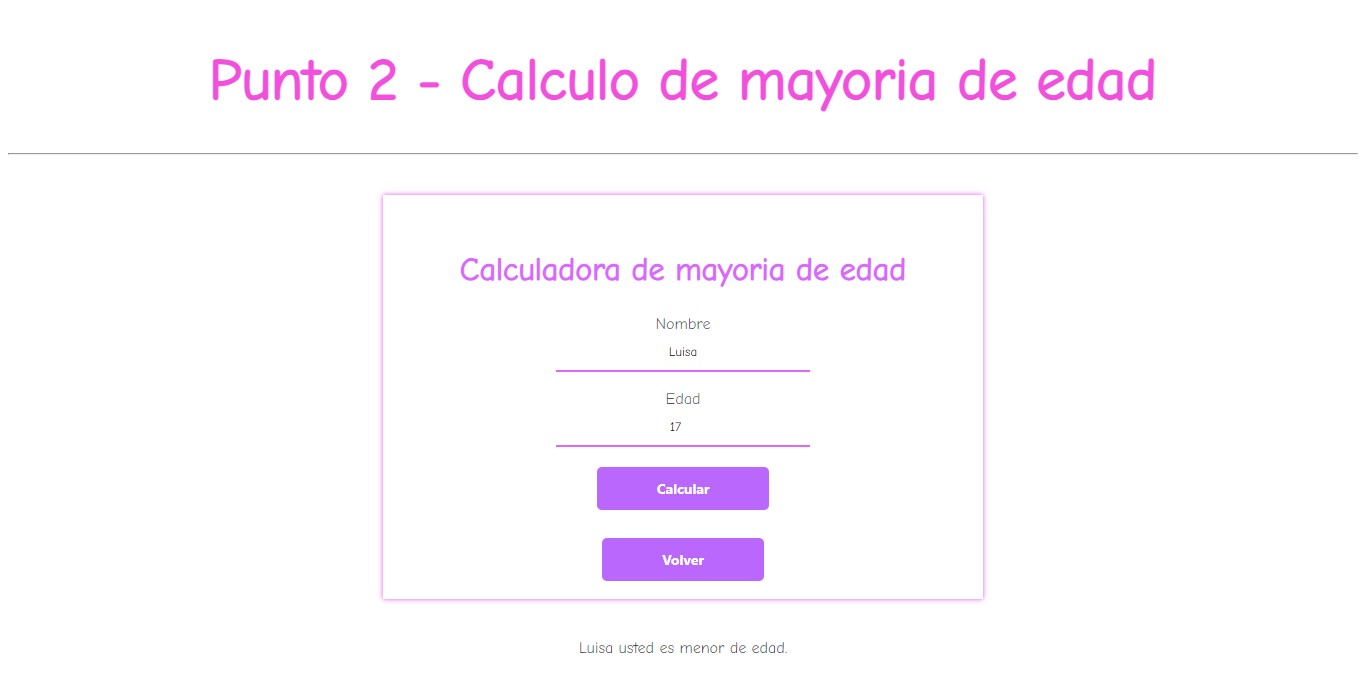 Punto 2 - Calculo de mayoria de edad
Calculadora de mayoria de edad
Nombre
Luisa
Edad
17
Calcular
Volver
Luisa usted es menor de edad.